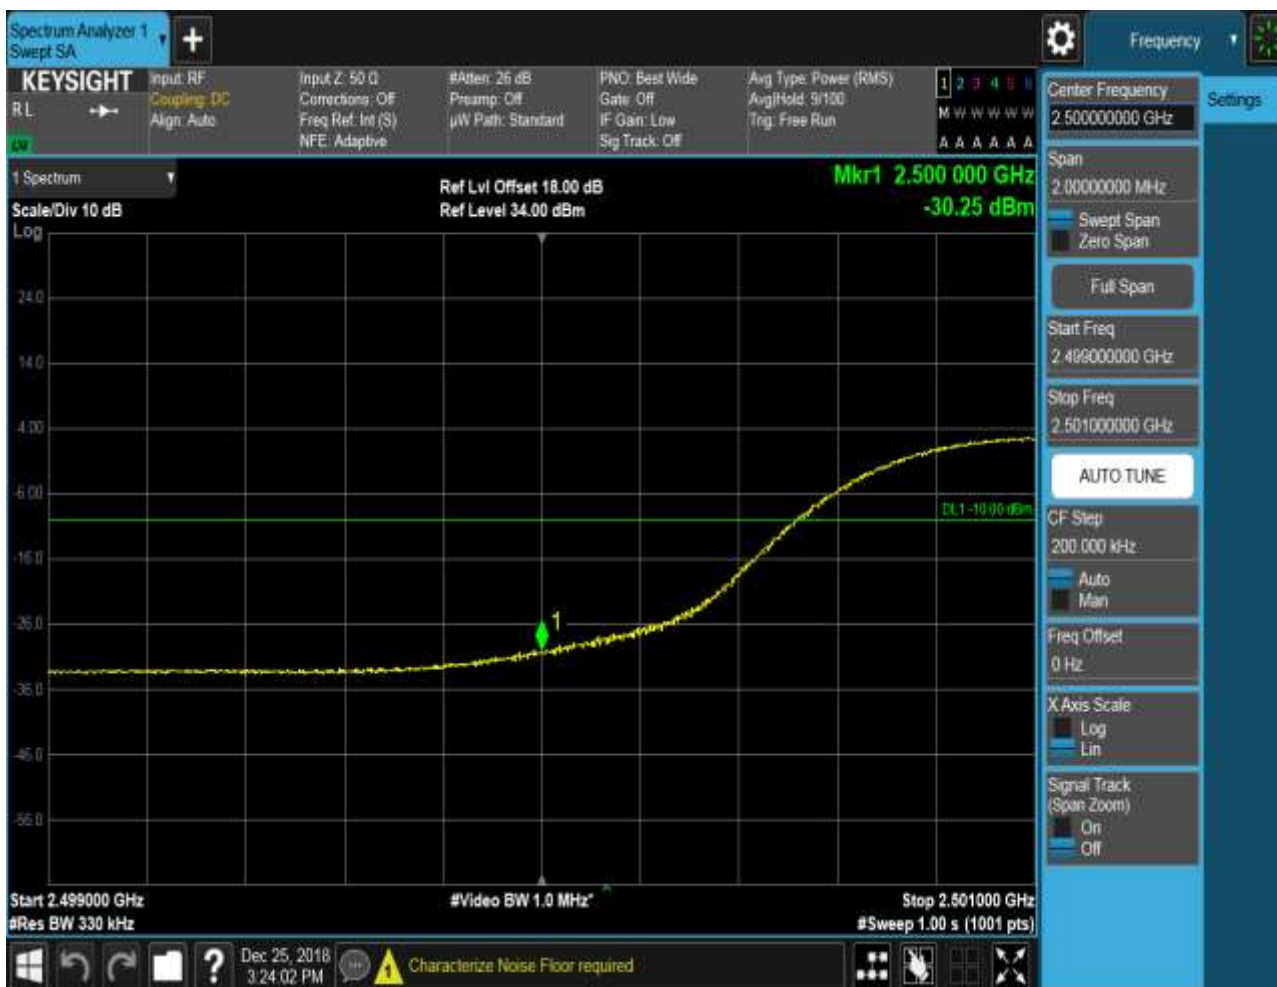 Spectrum Analyzer 1
Swept SA
Frequency
KEYSIGHT
R L
Input: RF
Coupling: DC
Align: Auto
Input Z: 50 Ω
Corrections: Off
Freq Ref: Int (S)
NFE: Adaptive
#Atten: 26 dB
Preamp: Off
µW Path: Standard
PNO: Best Wide
Gate: Off
IF Gain: Low
Sig Track: Off
Avg Type: Power (RMS)
Avg|Hold: 9/100
Trig: Free Run
1 2 3 4 5 6
M W W W W W
A A A A A A
1 Spectrum
Scale/Div 10 dB
Log
Ref Lvl Offset 18.00 dB
Ref Level 34.00 dBm
Mkr1 2.500 000 GHz
-30.25 dBm
24.0
14.0
4.00
-6.00
-16.0
-26.0
-36.0
-46.0
-56.0
DL1 -10.00 dBm
1
Start 2.499000 GHz
#Res BW 330 kHz
#Video BW 1.0 MHz*
Stop 2.501000 GHz
#Sweep 1.00 s (1001 pts)
Center Frequency
2.500000000 GHz
Settings
Span
2.00000000 MHz
Swept Span
Zero Span
Full Span
Start Freq
2.499000000 GHz
Stop Freq
2.501000000 GHz
AUTO TUNE
CF Step
200.000 kHz
Auto
Man
Freq Offset
0 Hz
X Axis Scale
Log
Lin
Signal Track
(Span Zoom)
On
Off
?
Dec 25, 2018
3:24:02 PM
1
Characterize Noise Floor required